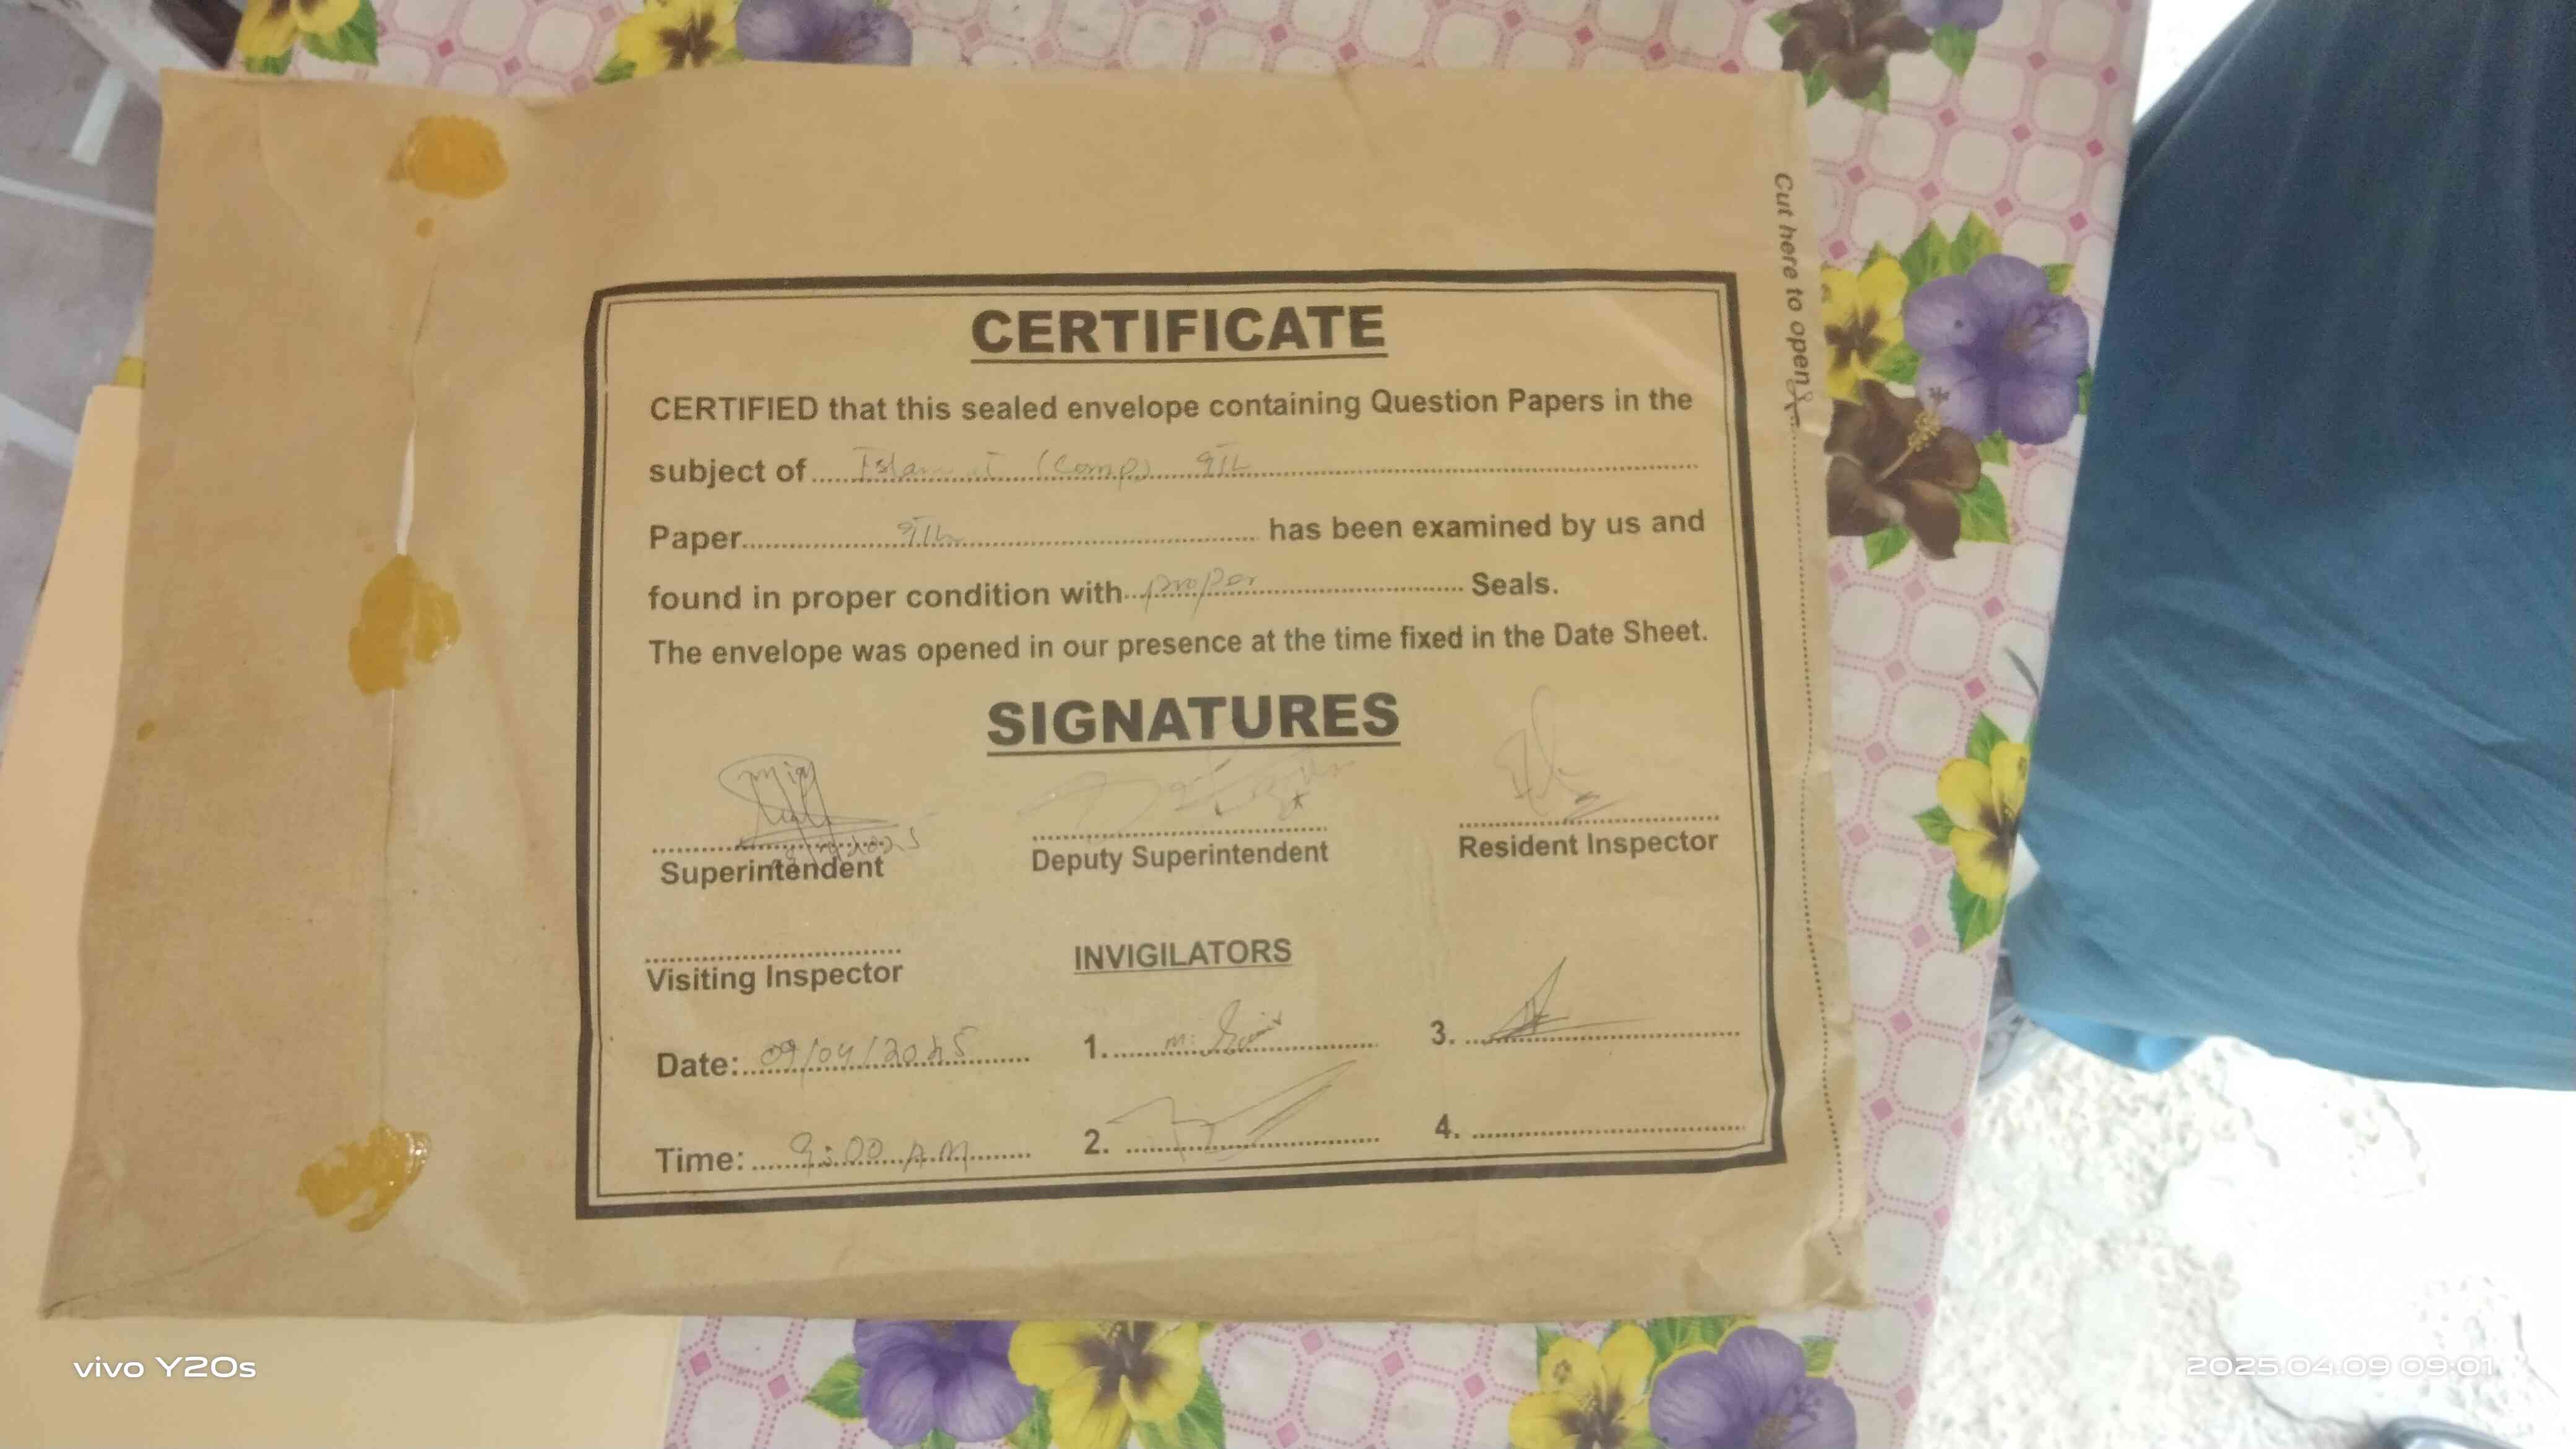 CERTIFICATE
CERTIFIED that this sealed envelope containing Question Papers in the
subject of (Comp) 9th
Paper 9th has been examined by us and
found in proper condition with proper Seals.
The envelope was opened in our presence at the time fixed in the Date Sheet.
SIGNATURES
Superintendent
Deputy Superintendent
Resident Inspector
Visiting Inspector
INVIGILATORS
Date: 09/04/2025
1.
3.
Time: 9:00 AM
2.
4.
Cut here to open
vivo Y20s
2025.04.09 09:01